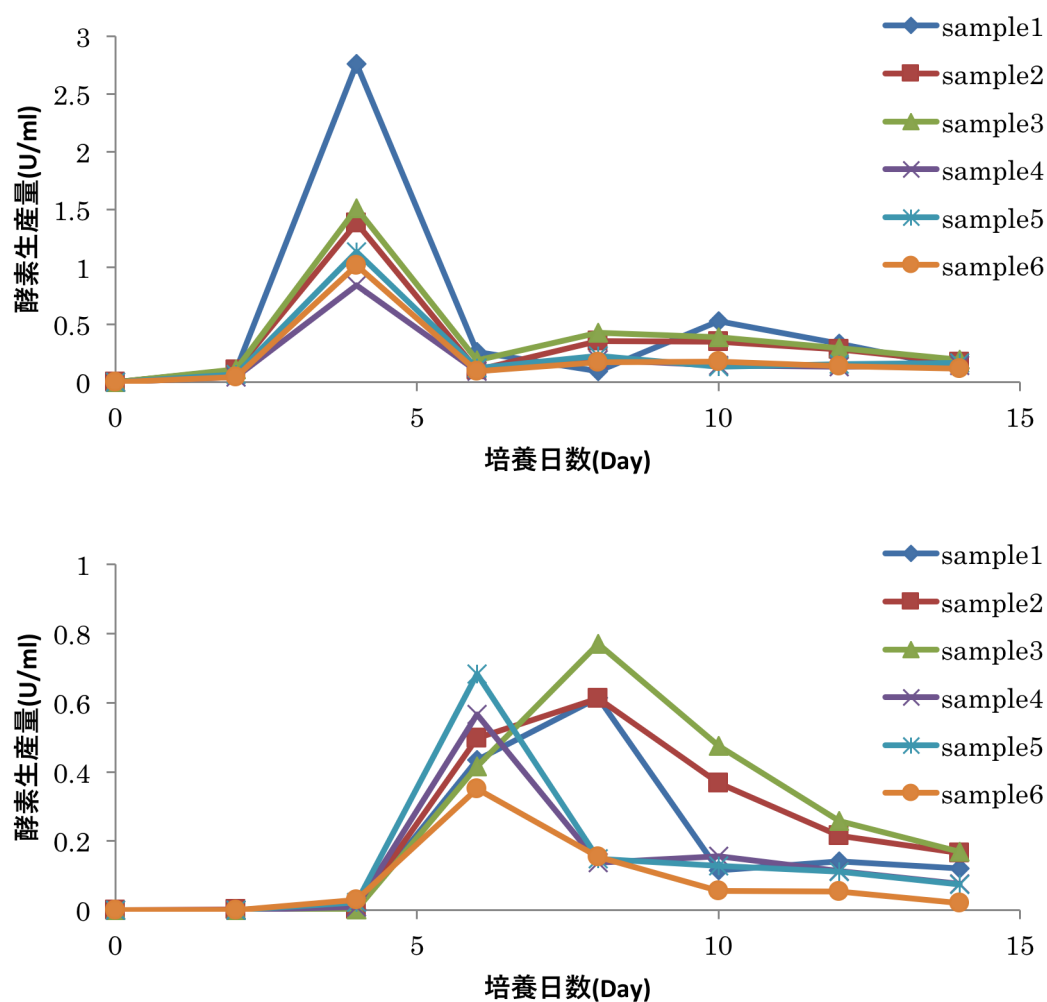 3
2.5
2
1.5
1
0.5
0
0
5
10
15
酵素生産量(U/ml)
培養日数(Day)
sample1
sample2
sample3
sample4
sample5
sample6
1
0.8
0.6
0.4
0.2
0
0
5
10
15
酵素生産量(U/ml)
培養日数(Day)
sample1
sample2
sample3
sample4
sample5
sample6